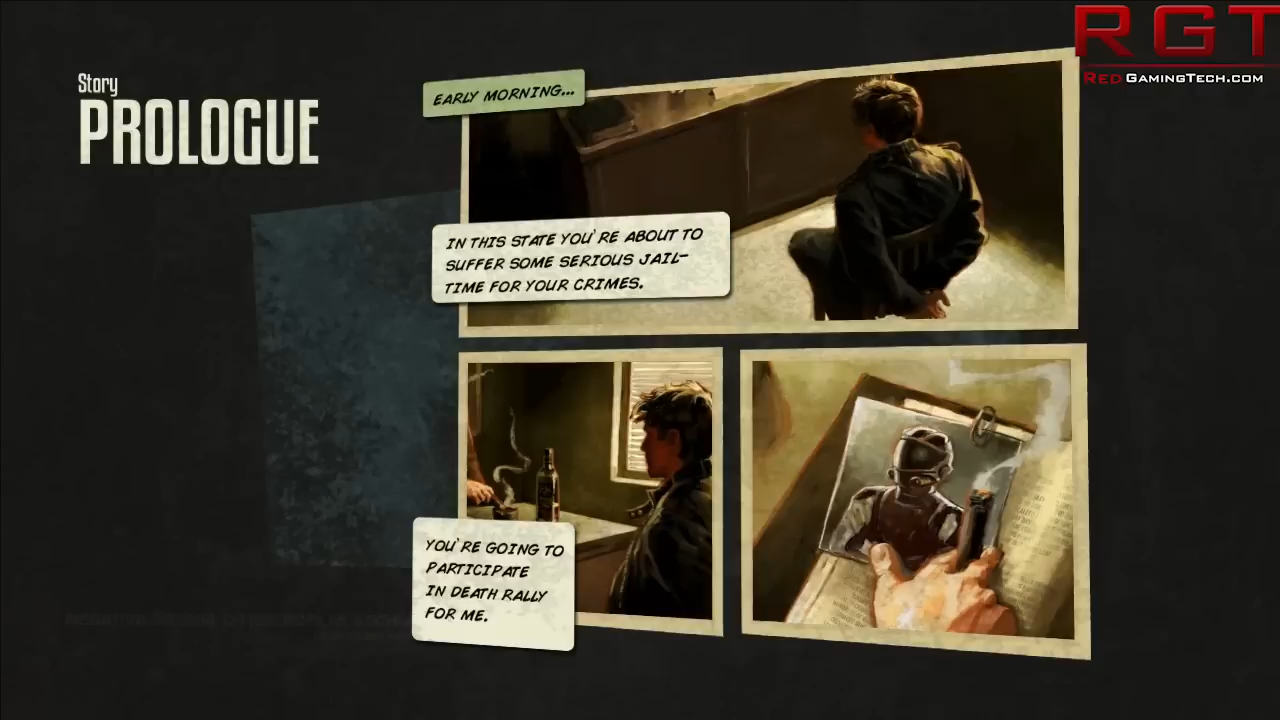 RGT
REDGAMINGTECH.COM
Story
PROLOGUE
EARLY MORNING...
IN THIS STATE YOU'RE ABOUT TO
SUFFER SOME SERIOUS JAIL-
TIME FOR YOUR CRIMES.
YOU'RE GOING TO
PARTICIPATE
IN DEATH RALLY
FOR ME.